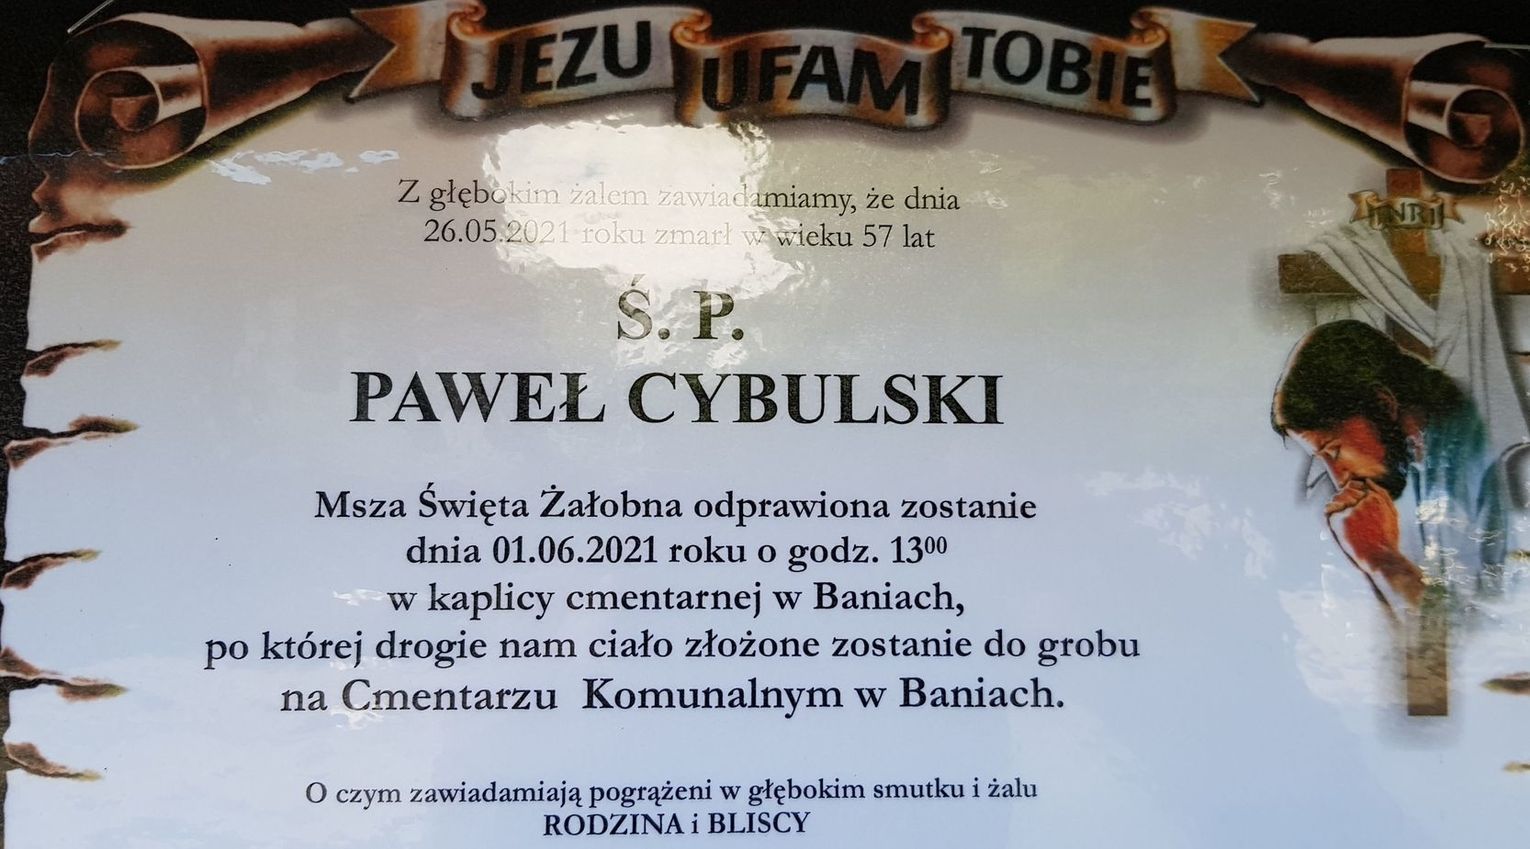 JEZU UFAM TOBIE
INRI
Z głębokim żalem zawiadamiamy, że dnia
26.05.2021 roku zmarł w wieku 57 lat
Ś. P.
PAWEŁ CYBULSKI
Msza Święta Żałobna odprawiona zostanie
dnia 01.06.2021 roku o godz. 13⁰⁰
w kaplicy cmentarnej w Baniach,
po której drogie nam ciało złożone zostanie do grobu
na Cmentarzu Komunalnym w Baniach.
O czym zawiadamiają pogrążeni w głębokim smutku i żalu
RODZINA i BLISCY